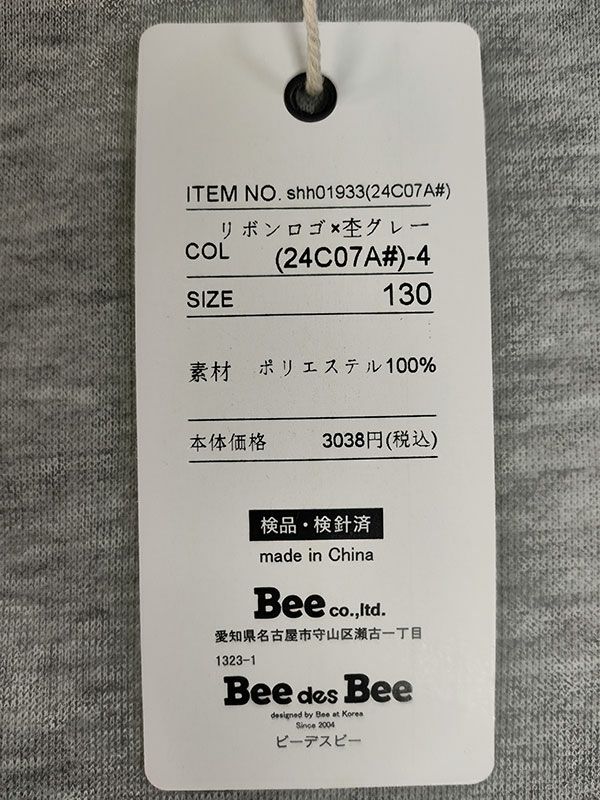 ITEM NO. shh01933(24C07A#)
リボンロゴ×杢グレー
COL (24C07A#)-4
SIZE 130
素材 ポリエステル100%
本体価格 3038円(税込)
検品・検針済
made in China
Bee co.,ltd.
愛知県名古屋市守山区瀬古一丁目
1323-1
Bee des Bee
designed by Bee at Korea
Since 2004
ビーデスビー